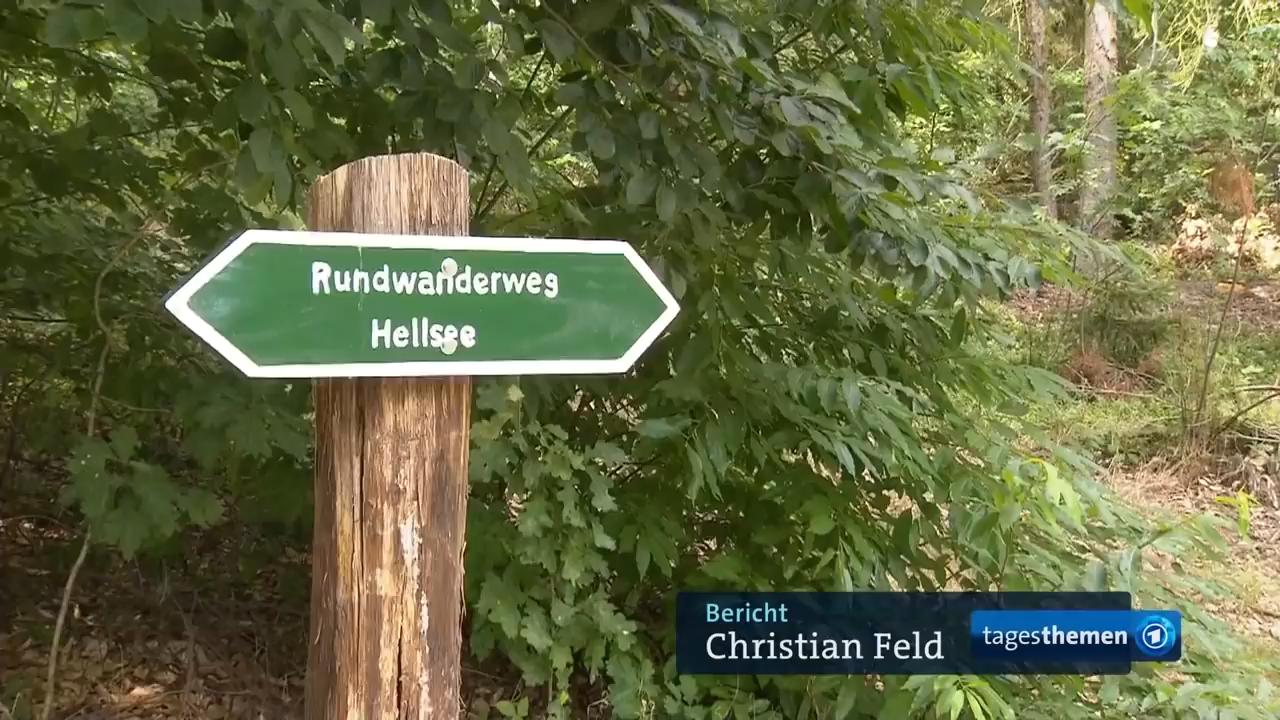 Rundwanderweg
Hellsee
Bericht
Christian Feld
tagesthemen